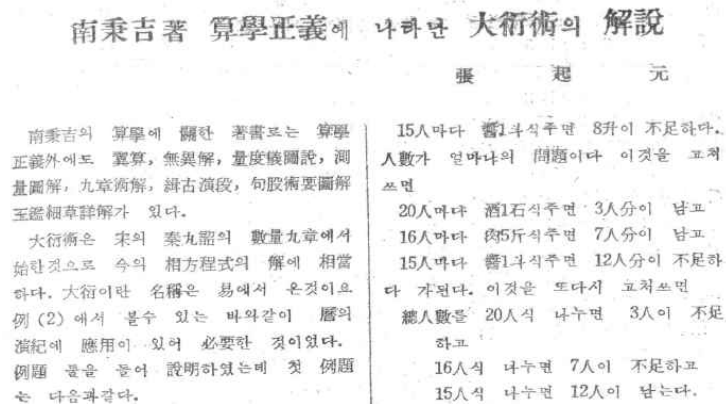 南秉吉著 算學正義에 나하난 大衍術의 解說
張起元
南秉吉의 算學에 關한 著書로는 算學
正義外에도 翼算, 無異解, 量度儀圖說, 測
量圖解, 九章術解, 緝古演段, 句股術要圖解
玉鑑細草詳解가 있다.
大衍術은 宋의 秦九韶의 數量九章에서
始한것으로 今의 相方程式의 解에 相當
하다. 大衍이란 名稱은 易에서 온것이으
例 (2) 에서 볼수 있는 바와같이 曆의
演紀에 應用이 있어 必要한 것이였다.
例題 둘을 들어 說明하였는데 첫 例題
는 다음과같다.
15人마다 醬1斗식주면 8升이 不足하다.
人數가 얼마나의 問題이다 이것을 고처
쓰면
20人마다 酒1石식주면 3人分이 남고
16人마다 肉5斤식주면 7人分이 남고
15人마다 醬1斗식주면 12人分이 不足하
다 가된다. 이것을 또다시 고처쓰면
總人數를 20人식 나누면 3人이 不足
하고
16人식 나누면 7人이 不足하고
15人식 나누면 12人이 남는다.